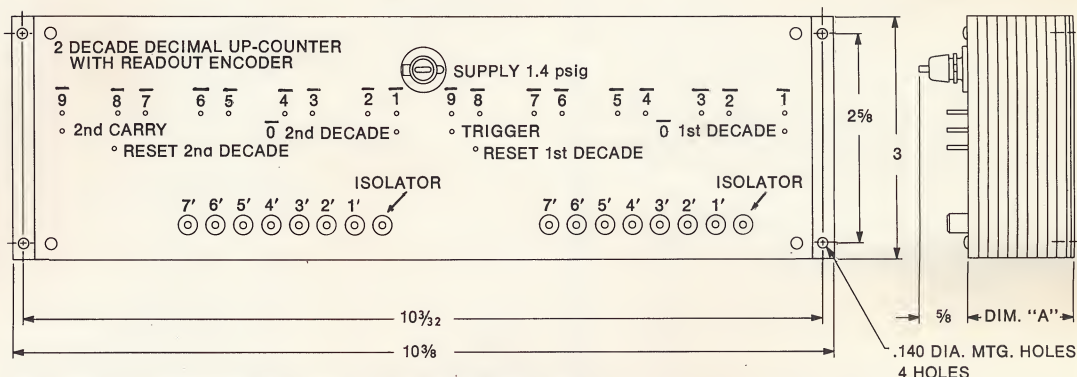 2 DECADE DECIMAL UP-COUNTER
WITH READOUT ENCODER
SUPPLY 1.4 psig
9̅ 8̅ 7̅ 6̅ 5̅ 4̅ 3̅ 2̅ 1̅ 9̅ 8̅ 7̅ 6̅ 5̅ 4̅ 3̅ 2̅ 1̅
2nd CARRY 0̅ 2nd DECADE TRIGGER 0̅ 1st DECADE
RESET 2nd DECADE RESET 1st DECADE
ISOLATOR ISOLATOR
7' 6' 5' 4' 3' 2' 1' 7' 6' 5' 4' 3' 2' 1'
2⅝
3
10 3/32
10⅜
⅝
DIM. "A"
.140 DIA. MTG. HOLES
4 HOLES